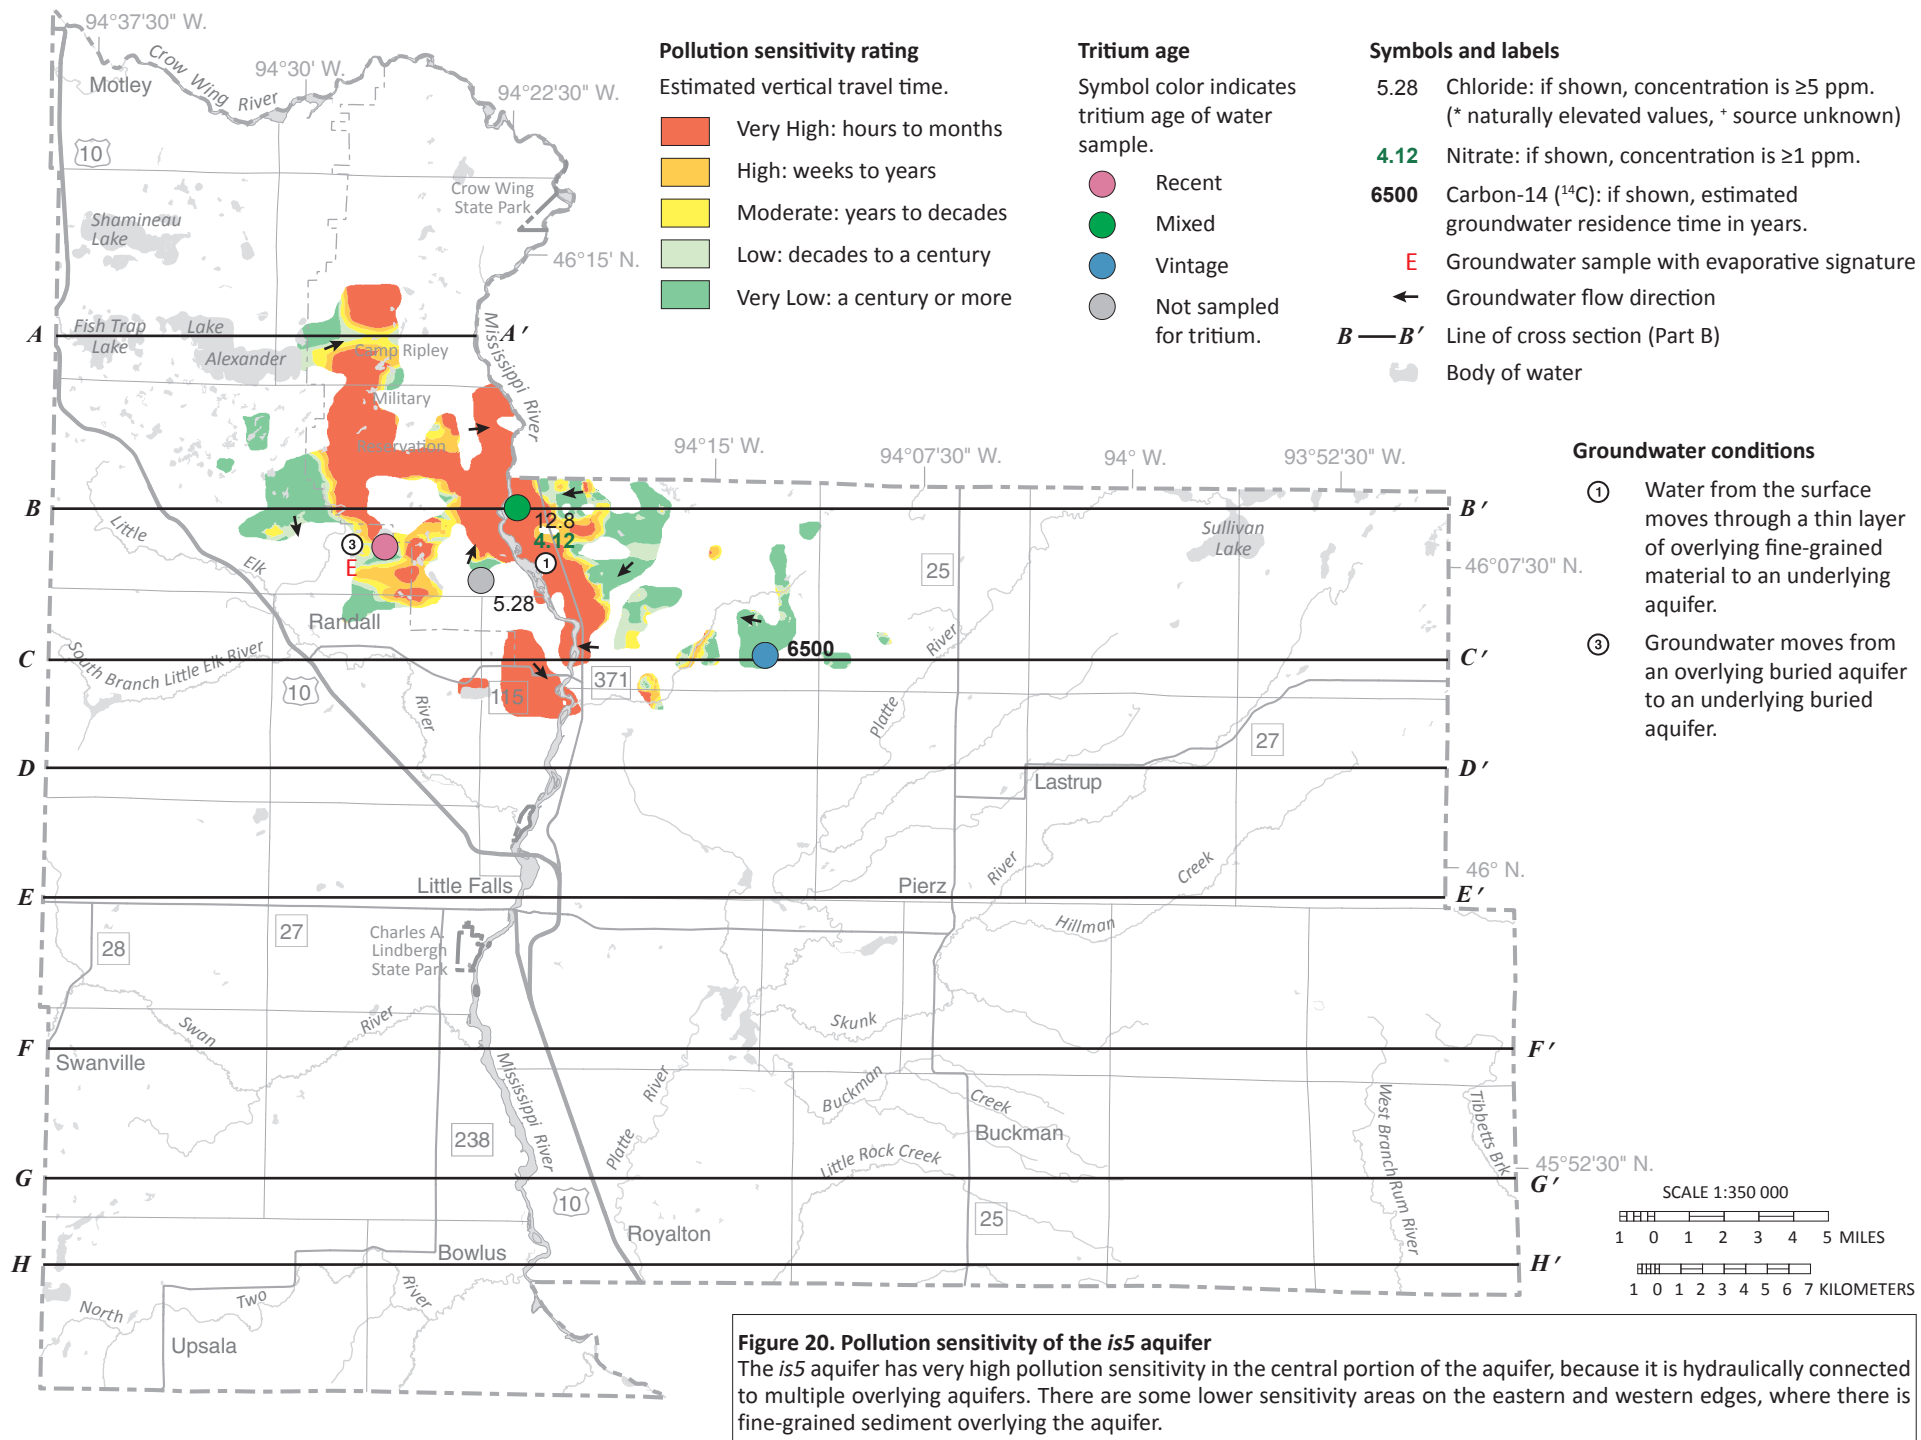 94°37'30" W.
Crow Wing River
Motley
94°30' W.
94°22'30" W.
10
Crow Wing
State Park
Shamineau
Lake
46°15' N.
Fish Trap
Lake
Lake
Alexander
A
A′
Camp Ripley
Military
Reservation
Mississippi River
Pollution sensitivity rating
Estimated vertical travel time.
Very High: hours to months
High: weeks to years
Moderate: years to decades
Low: decades to a century
Very Low: a century or more
Tritium age
Symbol color indicates
tritium age of water
sample.
Recent
Mixed
Vintage
Not sampled
for tritium.
Symbols and labels
5.28 Chloride: if shown, concentration is ≥5 ppm.
(* naturally elevated values, + source unknown)
4.12 Nitrate: if shown, concentration is ≥1 ppm.
6500 Carbon-14 (14C): if shown, estimated
groundwater residence time in years.
E Groundwater sample with evaporative signature
Groundwater flow direction
B B′ Line of cross section (Part B)
Body of water
94°15' W.
94°07'30" W.
94° W.
93°52'30" W.
Groundwater conditions
1 Water from the surface
moves through a thin layer
of overlying fine-grained
material to an underlying
aquifer.
3 Groundwater moves from
an overlying buried aquifer
to an underlying buried
aquifer.
B
B′
12.8
4.12
Little
Elk
River
3
E
1
5.28
Sullivan
Lake
25
46°07'30" N.
Randall
South Branch Little Elk River
C
C′
6500
River
Platte
10
115
371
27
D
D′
Lastrup
46° N.
River
Creek
Little Falls
Pierz
E
E′
Hillman
28
27
Charles A.
Lindbergh
State Park
Swan
River
Skunk
F
F′
Swanville
Mississippi River
River
Platte
Buckman
Creek
Buckman
West Branch Rum River
Tibbetts Brk
238
Little Rock Creek
45°52'30" N.
G
G′
10
25
Royalton
Bowlus
H
H′
North
Two
River
Upsala
SCALE 1:350 000
1 0 1 2 3 4 5 MILES
1 0 1 2 3 4 5 6 7 KILOMETERS
Figure 20. Pollution sensitivity of the is5 aquifer
The is5 aquifer has very high pollution sensitivity in the central portion of the aquifer, because it is hydraulically connected
to multiple overlying aquifers. There are some lower sensitivity areas on the eastern and western edges, where there is
fine-grained sediment overlying the aquifer.